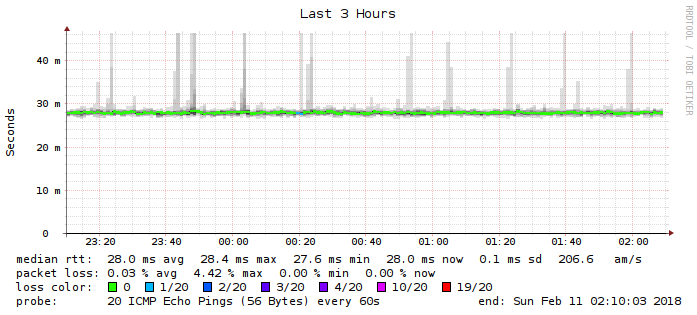 Last 3 Hours
RRDTOOL / TOBI OETIKER
Seconds
40 m
30 m
20 m
10 m
0
23:20 23:40 00:00 00:20 00:40 01:00 01:20 01:40 02:00
median rtt: 28.0 ms avg 28.4 ms max 27.6 ms min 28.0 ms now 0.1 ms sd 206.6 am/s
packet loss: 0.03 % avg 4.42 % max 0.00 % min 0.00 % now
loss color: 0 1/20 2/20 3/20 4/20 10/20 19/20
probe: 20 ICMP Echo Pings (56 Bytes) every 60s end: Sun Feb 11 02:10:03 2018